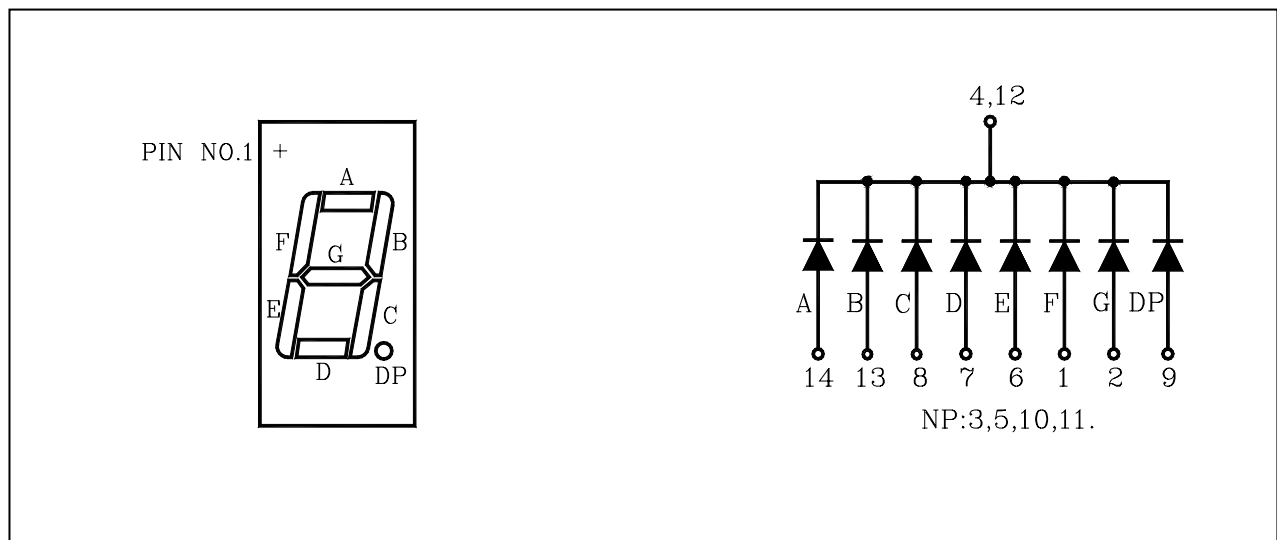 PIN NO.1 +
A
F
B
G
E
C
D
DP
4,12
A B C D E F G DP
14 13 8 7 6 1 2 9
NP:3,5,10,11.